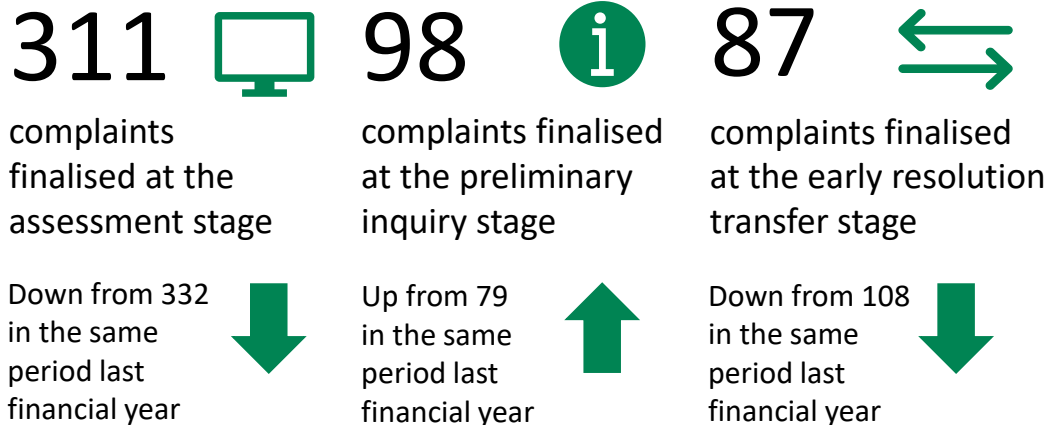 311
complaints
finalised at the
assessment stage
Down from 332
in the same
period last
financial year
98
complaints finalised
at the preliminary
inquiry stage
Up from 79
in the same
period last
financial year
87
complaints finalised
at the early resolution
transfer stage
Down from 108
in the same
period last
financial year